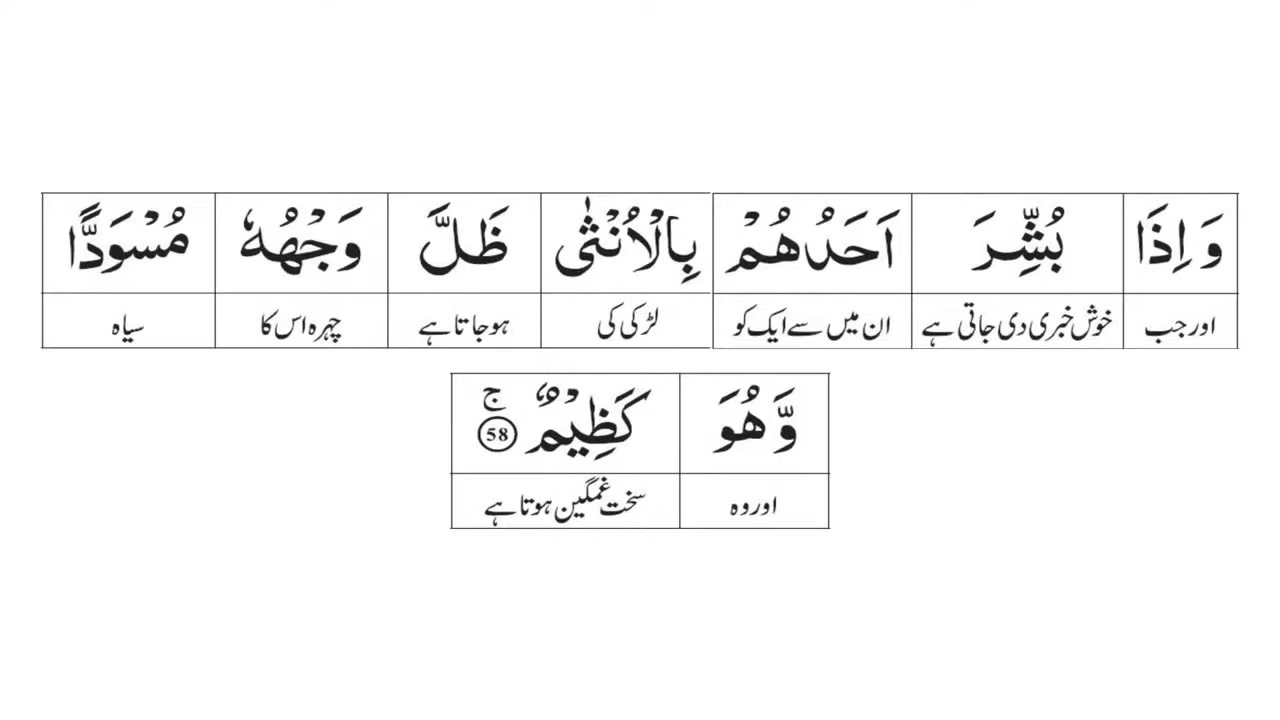 وَ اِذَا بُشِّرَ اَحَدُهُمْ بِالْاُنْثٰى ظَلَّ وَجْهُهٗ مُسْوَدًّا
اور جب خوش خبری دی جاتی ہے ان میں سے ایک کو لڑکی کی ہو جاتا ہے چہرہ اس کا سیاہ
وَّ هُوَ كَظِيْمٌ ۚ 58
اور وہ سخت غمگین ہوتا ہے